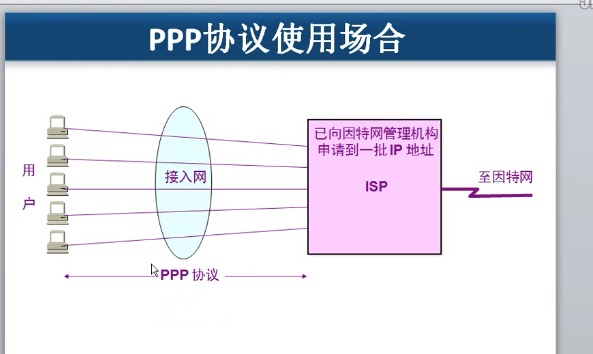 PPP协议使用场合
已向因特网管理机构
申请到一批 IP 地址
用
户
接入网
ISP
至因特网
PPP 协议